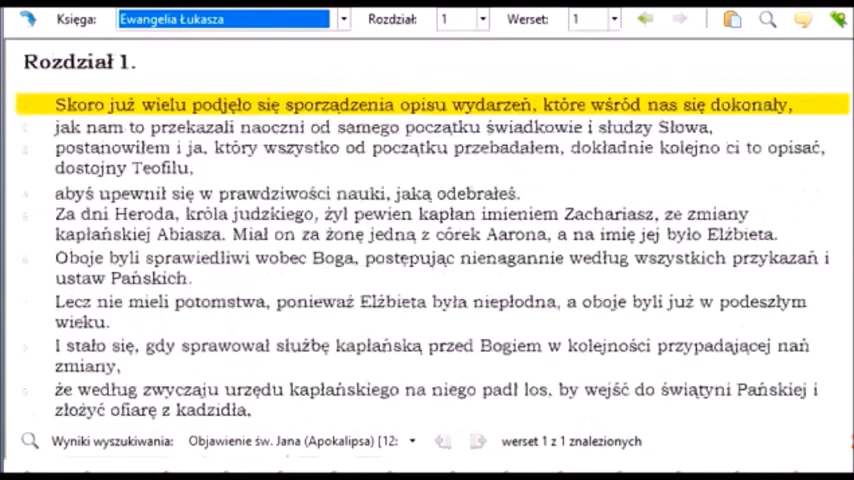 Księga: Ewangelia Łukasza Rozdział: 1 Werset: 1
Rozdział 1.
Skoro już wielu podjęło się sporządzenia opisu wydarzeń, które wśród nas się dokonały,
jak nam to przekazali naoczni od samego początku świadkowie i słudzy Słowa,
postanowiłem i ja, który wszystko od początku przebadałem, dokładnie kolejno ci to opisać,
dostojny Teofilu,
abyś upewnił się w prawdziwości nauki, jaką odebrałeś.
Za dni Heroda, króla judzkiego, żył pewien kapłan imieniem Zachariasz, ze zmiany
kapłańskiej Abiasza. Miał on za żonę jedną z córek Aarona, a na imię jej było Elżbieta.
Oboje byli sprawiedliwi wobec Boga, postępując nienagannie według wszystkich przykazań i
ustaw Pańskich.
Lecz nie mieli potomstwa, ponieważ Elżbieta była niepłodna, a oboje byli już w podeszłym
wieku.
I stało się, gdy sprawował służbę kapłańską przed Bogiem w kolejności przypadającej nań
zmiany,
że według zwyczaju urzędu kapłańskiego na niego padł los, by wejść do świątyni Pańskiej i
złożyć ofiarę z kadzidła,
Wyniki wyszukiwania: Objawienie św. Jana (Apokalipsa) [12: werset 1 z 1 znalezionych